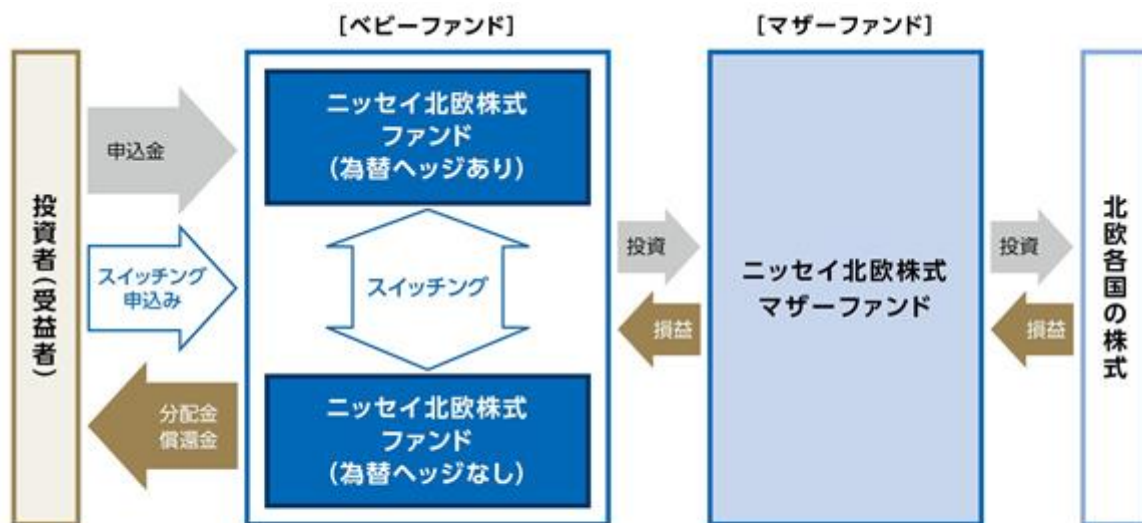 [ベビーファンド]
[マザーファンド]
投資者(受益者)
申込金
スイッチング
申込み
分配金
償還金
ニッセイ北欧株式
ファンド
(為替ヘッジあり)
スイッチング
ニッセイ北欧株式
ファンド
(為替ヘッジなし)
投資
損益
ニッセイ北欧株式
マザーファンド
投資
損益
北欧各国の株式